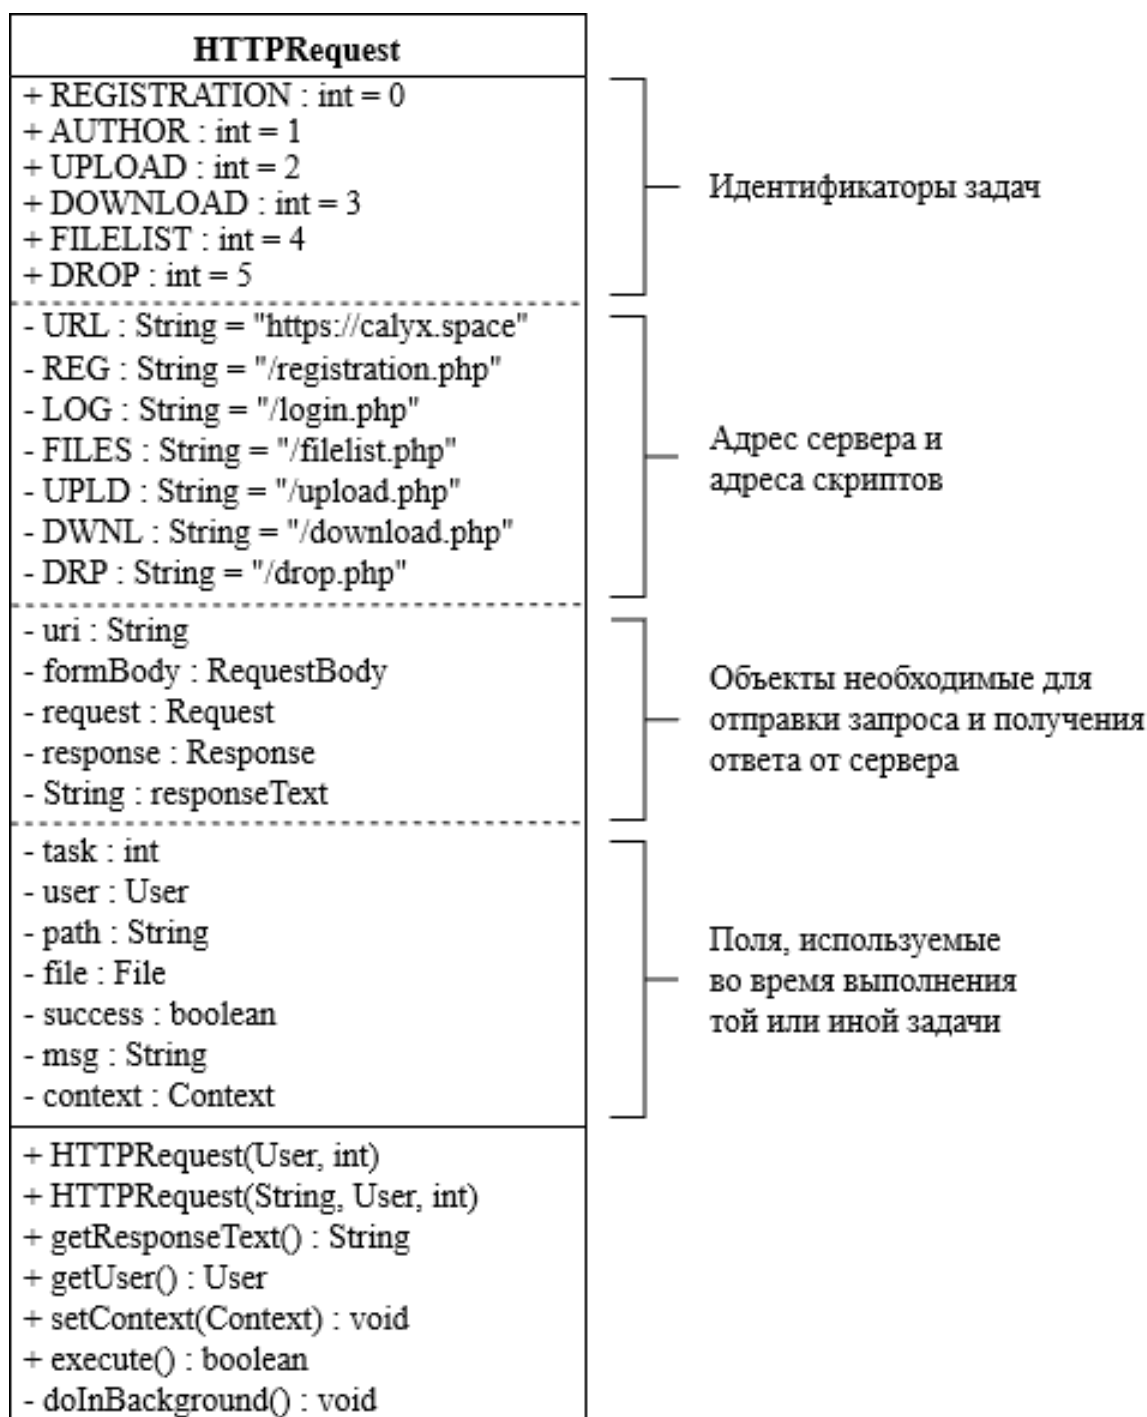 HTTPRequest
+ REGISTRATION : int = 0
+ AUTHOR : int = 1
+ UPLOAD : int = 2
+ DOWNLOAD : int = 3
+ FILELIST : int = 4
+ DROP : int = 5
Идентификаторы задач
- URL : String = "https://calyx.space"
- REG : String = "/registration.php"
- LOG : String = "/login.php"
- FILES : String = "/filelist.php"
- UPLD : String = "/upload.php"
- DWNL : String = "/download.php"
- DRP : String = "/drop.php"
Адрес сервера и
адреса скриптов
- uri : String
- formBody : RequestBody
- request : Request
- response : Response
- String : responseText
Объекты необходимые для
отправки запроса и получения
ответа от сервера
- task : int
- user : User
- path : String
- file : File
- success : boolean
- msg : String
- context : Context
Поля, используемые
во время выполнения
той или иной задачи
+ HTTPRequest(User, int)
+ HTTPRequest(String, User, int)
+ getResponseText() : String
+ getUser() : User
+ setContext(Context) : void
+ execute() : boolean
- doInBackground() : void